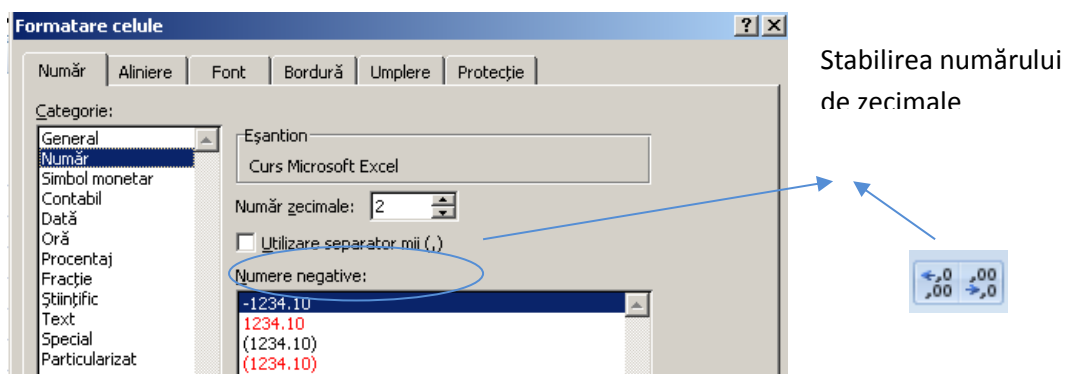 Formatare celule
Număr Aliniere Font Bordură Umplere Protecție
Stabilirea numărului
de zecimale
Categorie:
General
Număr
Simbol monetar
Contabil
Dată
Oră
Procentaj
Fracție
Științific
Text
Special
Particularizat
Eșantion
Curs Microsoft Excel
Număr zecimale: 2
Utilizare separator mii (,)
Numere negative:
-1234.10
1234.10
(1234.10)
(1234.10)
,0 ,00
,00 ,0